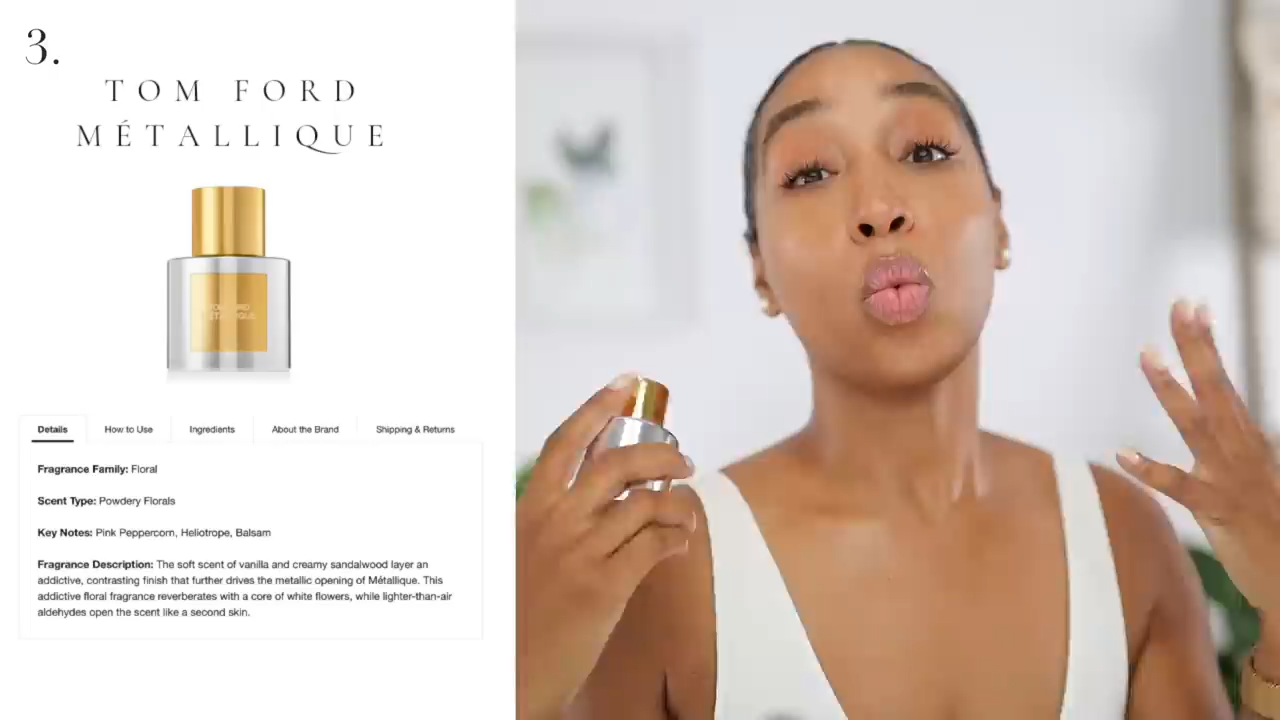 3.
TOM FORD
MÉTALLIQUE
Details How to Use Ingredients About the Brand Shipping & Returns
Fragrance Family: Floral
Scent Type: Powdery Florals
Key Notes: Pink Peppercorn, Heliotrope, Balsam
Fragrance Description: The soft scent of vanilla and creamy sandalwood layer an
addictive, contrasting finish that further drives the metallic opening of Métallique. This
addictive floral fragrance reverberates with a core of white flowers, while lighter-than-air
aldehydes open the scent like a second skin.